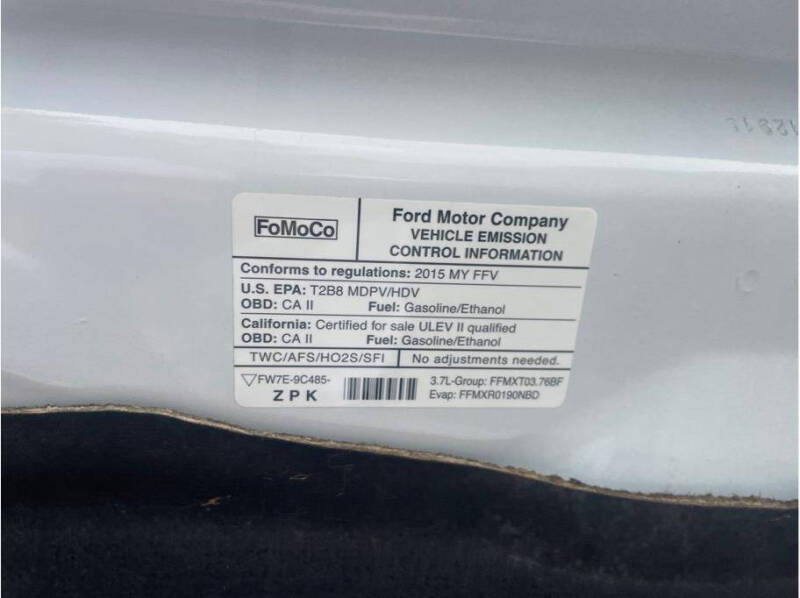 FoMoCo
Ford Motor Company
VEHICLE EMISSION
CONTROL INFORMATION
Conforms to regulations: 2015 MY FFV
U.S. EPA: T2B8 MDPV/HDV
OBD: CA II Fuel: Gasoline/Ethanol
California: Certified for sale ULEV II qualified
OBD: CA II Fuel: Gasoline/Ethanol
TWC/AFS/HO2S/SFI No adjustments needed.
FW7E-9C485-
ZPK
3.7L-Group: FFMXT03.76BF
Evap: FFMXR0190NBD